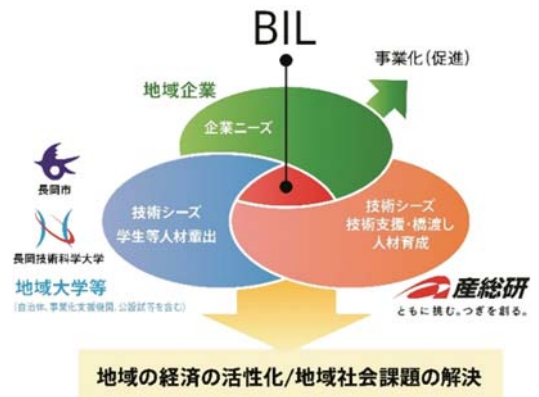 BIL
事業化(促進)
地域企業
企業ニーズ
長岡市
技術シーズ
学生等人材輩出
技術シーズ
技術支援・橋渡し
人材育成
長岡技術科学大学
地域大学等
(自治体、事業化支援機関、公設試等を含む)
産総研
ともに挑む。つぎを創る。
地域の経済の活性化/地域社会課題の解決